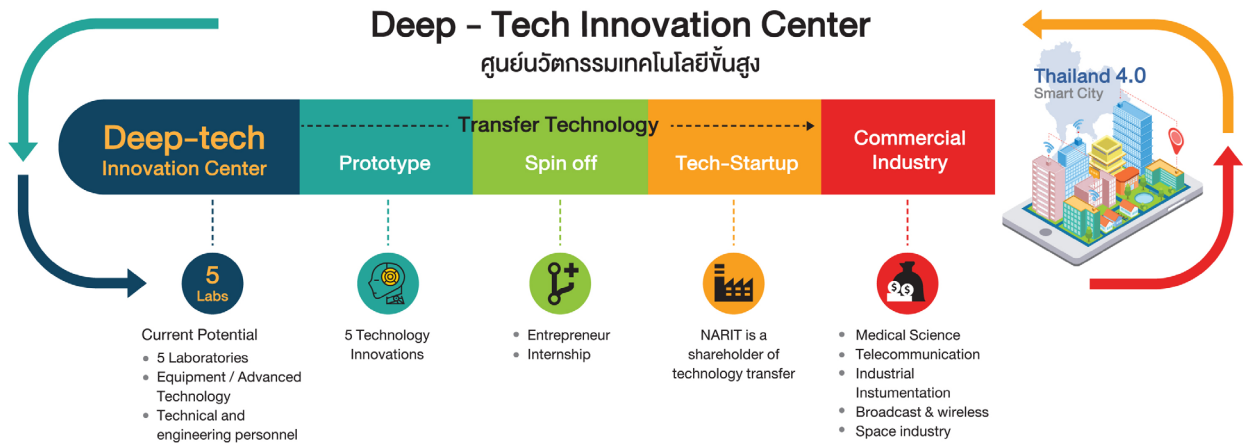 Deep - Tech Innovation Center
ศูนย์นวัตกรรมเทคโนโลยีขั้นสูง
Thailand 4.0
Smart City
Deep-tech
Innovation Center
Transfer Technology
Prototype
Spin off
Tech-Startup
Commercial
Industry
5
Labs
Current Potential
• 5 Laboratories
• Equipment / Advanced
Technology
• Technical and
engineering personnel
5 Technology
Innovations
• Entrepreneur
• Internship
NARIT is a
shareholder of
technology transfer
$ $
• Medical Science
• Telecommunication
• Industrial
Instumentation
• Broadcast & wireless
• Space industry